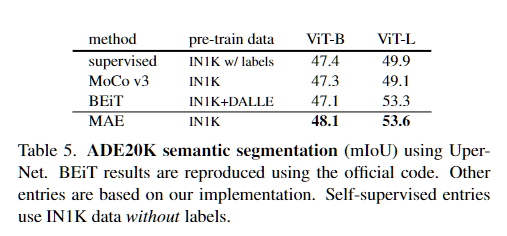 method pre-train data ViT-B ViT-L
supervised IN1K w/ labels 47.4 49.9
MoCo v3 IN1K 47.3 49.1
BEiT IN1K+DALLE 47.1 53.3
MAE IN1K 48.1 53.6
Table 5. ADE20K semantic segmentation (mIoU) using Uper-
Net. BEiT results are reproduced using the official code. Other
entries are based on our implementation. Self-supervised entries
use IN1K data without labels.